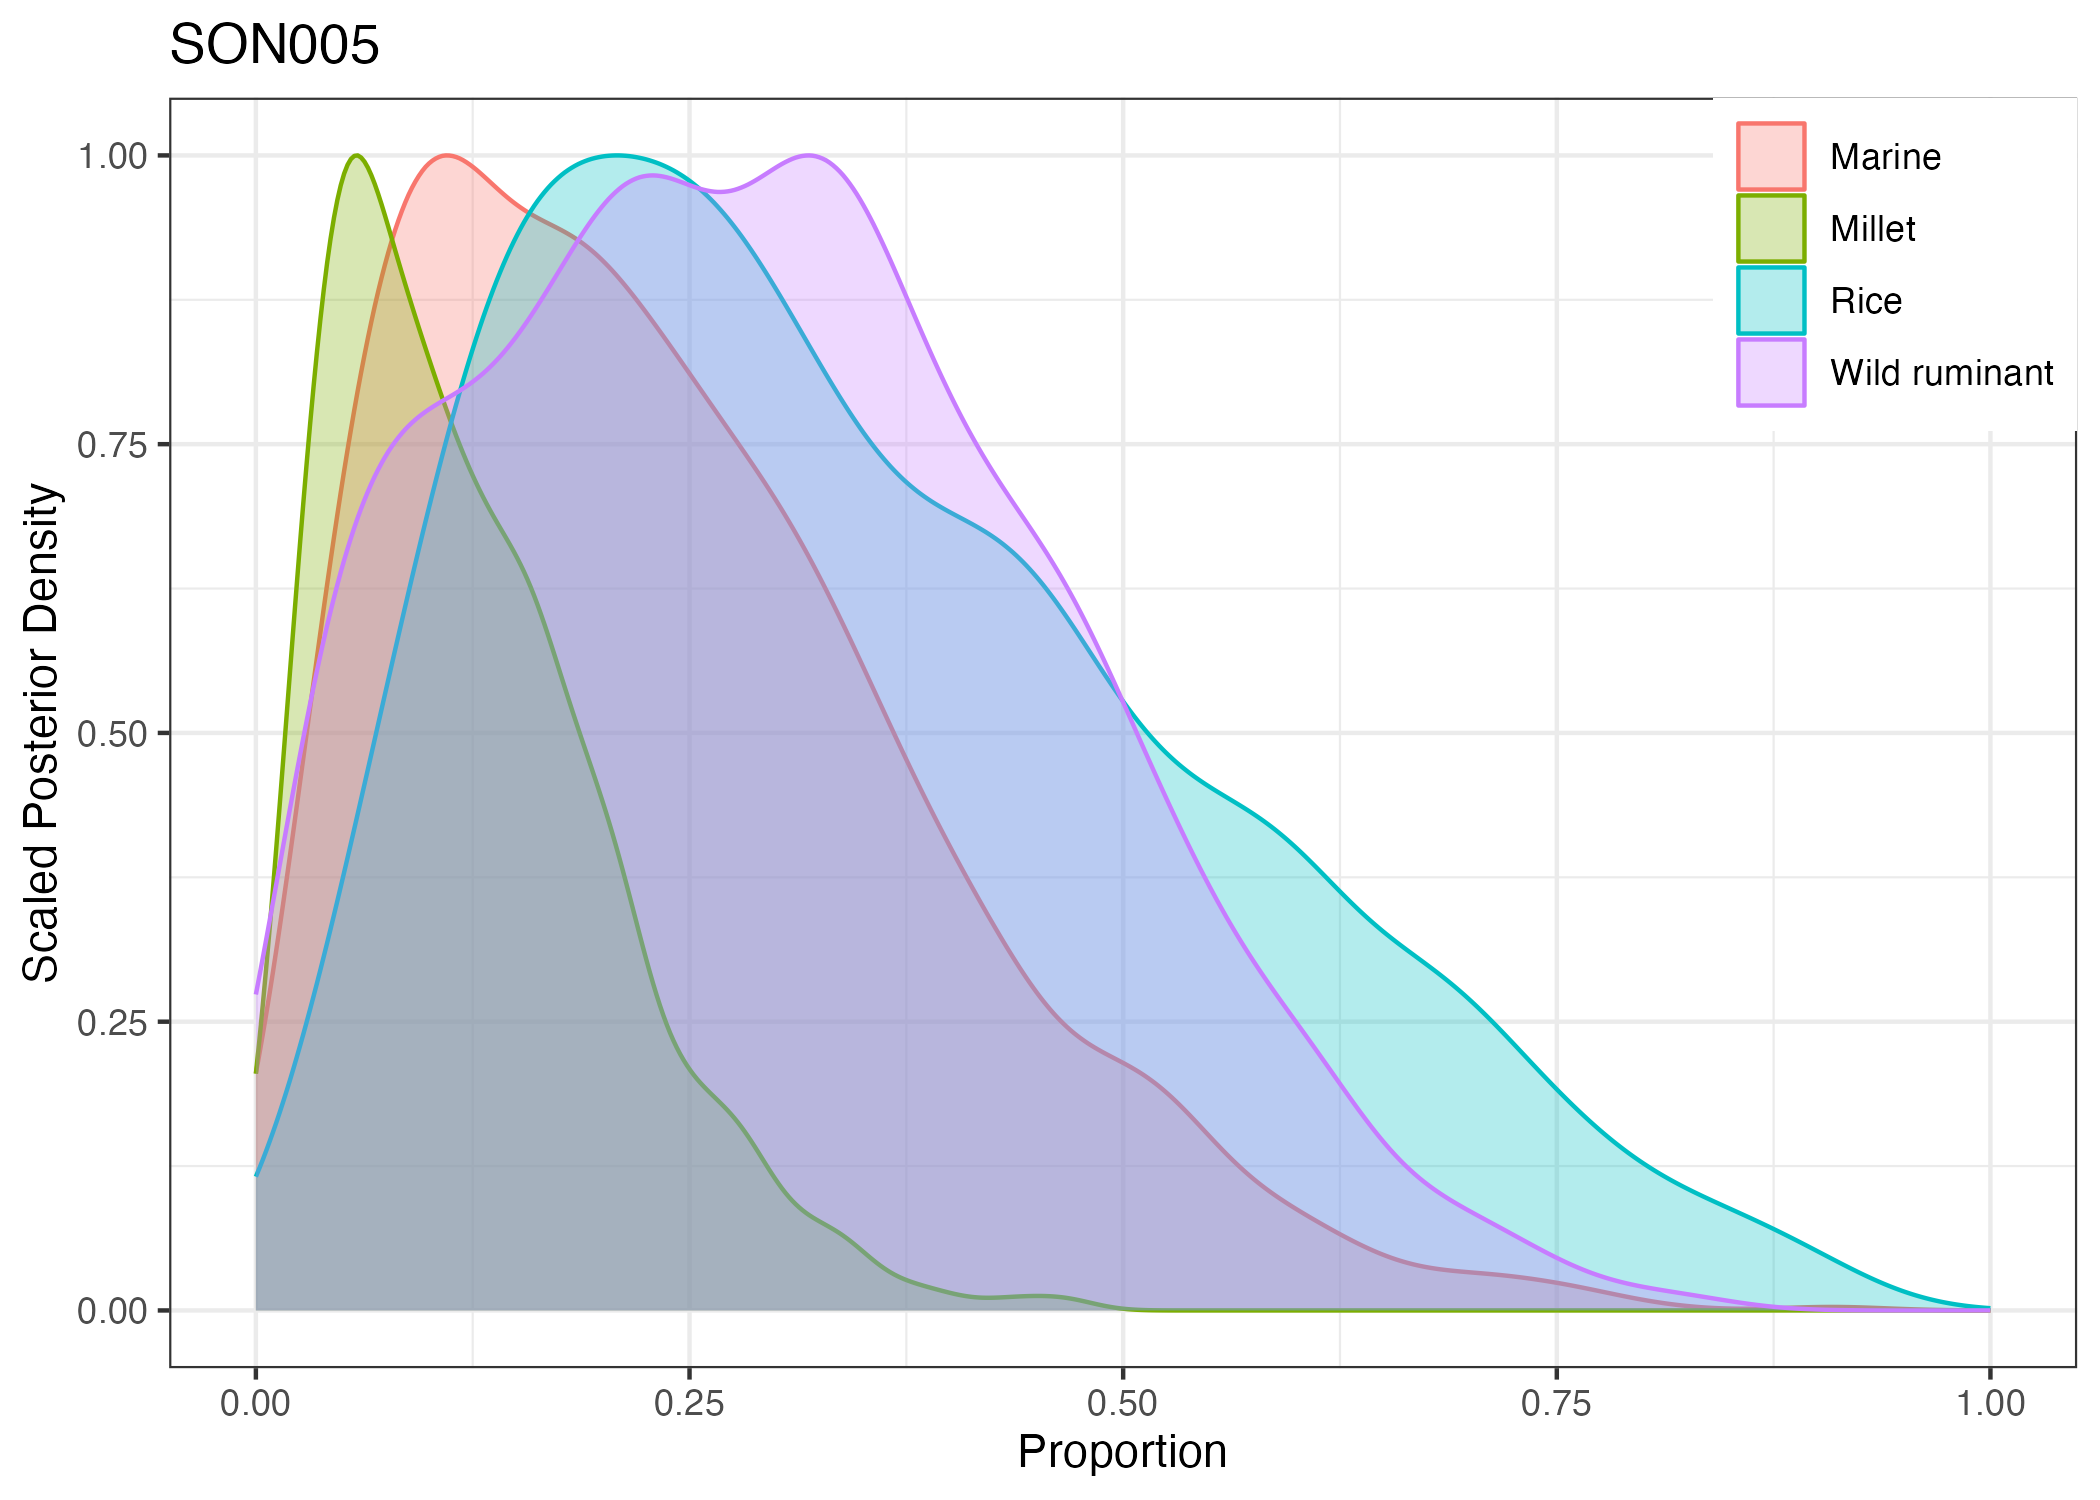 SON005
Marine
Millet
Rice
Wild ruminant
1.00
0.75
0.50
0.25
0.00
Scaled Posterior Density
0.00 0.25 0.50 0.75 1.00
Proportion